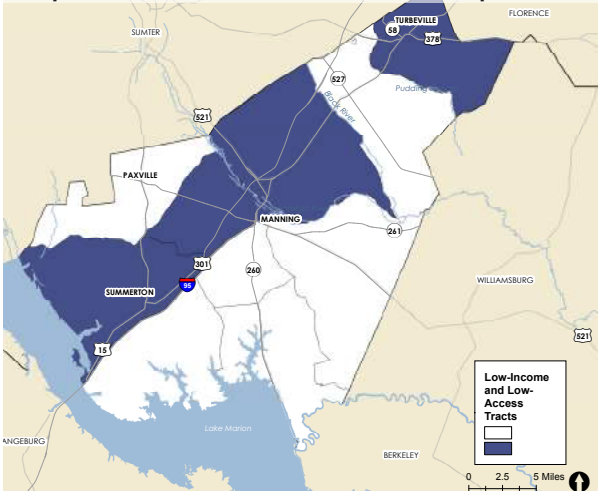 FLORENCE
TURBEVILLE
58
378
SUMTER
527
Pudding
Black River
521
PAXVILLE
MANNING
261
301
260
WILLIAMSBURG
95
SUMMERTON
521
15
Low-Income
and Low-
Access
Tracts
Lake Marion
ANGEBURG
BERKELEY
0 2.5 5 Miles